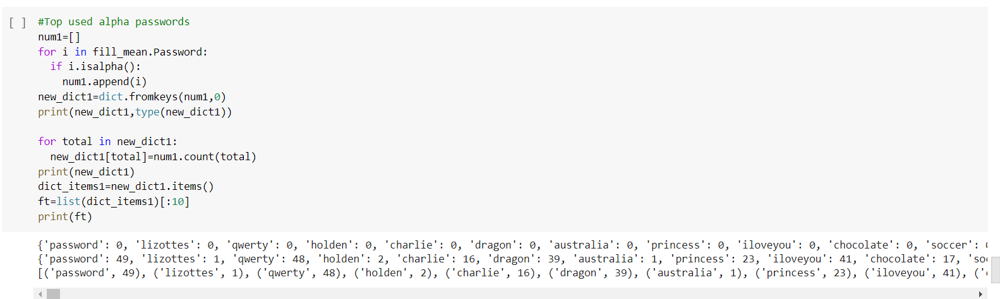 [ ] #Top used alpha passwords
num1=[]
for i in fill_mean.Password:
  if i.isalpha():
    num1.append(i)
new_dict1=dict.fromkeys(num1,0)
print(new_dict1,type(new_dict1))

for total in new_dict1:
  new_dict1[total]=num1.count(total)
print(new_dict1)
dict_items1=new_dict1.items()
ft=list(dict_items1)[:10]
print(ft)

{'password': 0, 'lizottes': 0, 'qwerty': 0, 'holden': 0, 'charlie': 0, 'dragon': 0, 'australia': 0, 'princess': 0, 'iloveyou': 0, 'chocolate': 0, 'soccer':
{'password': 49, 'lizottes': 1, 'qwerty': 48, 'holden': 2, 'charlie': 16, 'dragon': 39, 'australia': 1, 'princess': 23, 'iloveyou': 41, 'chocolate': 17,
[('password', 49), ('lizottes', 1), ('qwerty', 48), ('holden', 2), ('charlie', 16), ('dragon', 39), ('australia', 1), ('princess', 23), ('iloveyou', 41), ('